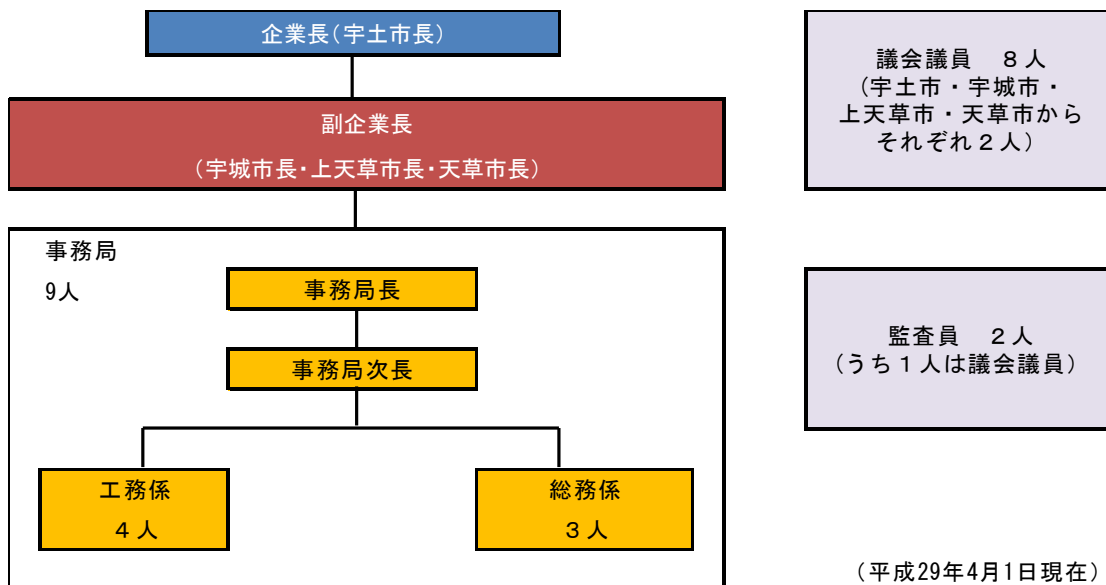 企業長(宇土市長)
副企業長
(宇城市長・上天草市長・天草市長)
事務局
9人
事務局長
事務局次長
工務係
4人
総務係
3人
議会議員　８人
(宇土市・宇城市・
上天草市・天草市から
それぞれ２人)
監査員　２人
(うち１人は議会議員)
(平成29年4月1日現在)